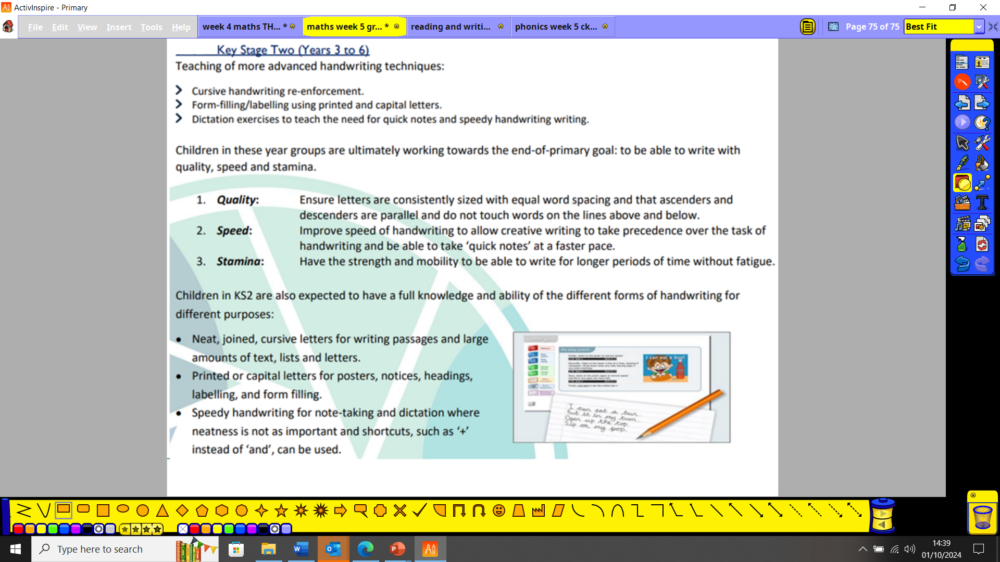 ActivInspire - Primary
File Edit View Insert Tools Help
week 4 maths TH... *
maths week 5 gr... *
reading and writi...
phonics week 5 ck...
Page 75 of 75
Best Fit
Key Stage Two (Years 3 to 6)
Teaching of more advanced handwriting techniques:
Cursive handwriting re-enforcement.
Form-filling/labelling using printed and capital letters.
Dictation exercises to teach the need for quick notes and speedy handwriting writing.
Children in these year groups are ultimately working towards the end-of-primary goal: to be able to write with
quality, speed and stamina.
1. Quality: Ensure letters are consistently sized with equal word spacing and that ascenders and
descenders are parallel and do not touch words on the lines above and below.
2. Speed: Improve speed of handwriting to allow creative writing to take precedence over the task of
handwriting and be able to take ‘quick notes’ at a faster pace.
3. Stamina: Have the strength and mobility to be able to write for longer periods of time without fatigue.
Children in KS2 are also expected to have a full knowledge and ability of the different forms of handwriting for
different purposes:
• Neat, joined, cursive letters for writing passages and large
amounts of text, lists and letters.
• Printed or capital letters for posters, notices, headings,
labelling, and form filling.
• Speedy handwriting for note-taking and dictation where
neatness is not as important and shortcuts, such as ‘+’
instead of ‘and’, can be used.
An easy poem
I can eat a bun!
I can eat a bun.
Put it in my tum.
Open up the top.
Sip on my pop.
Type here to search
14:39
01/10/2024